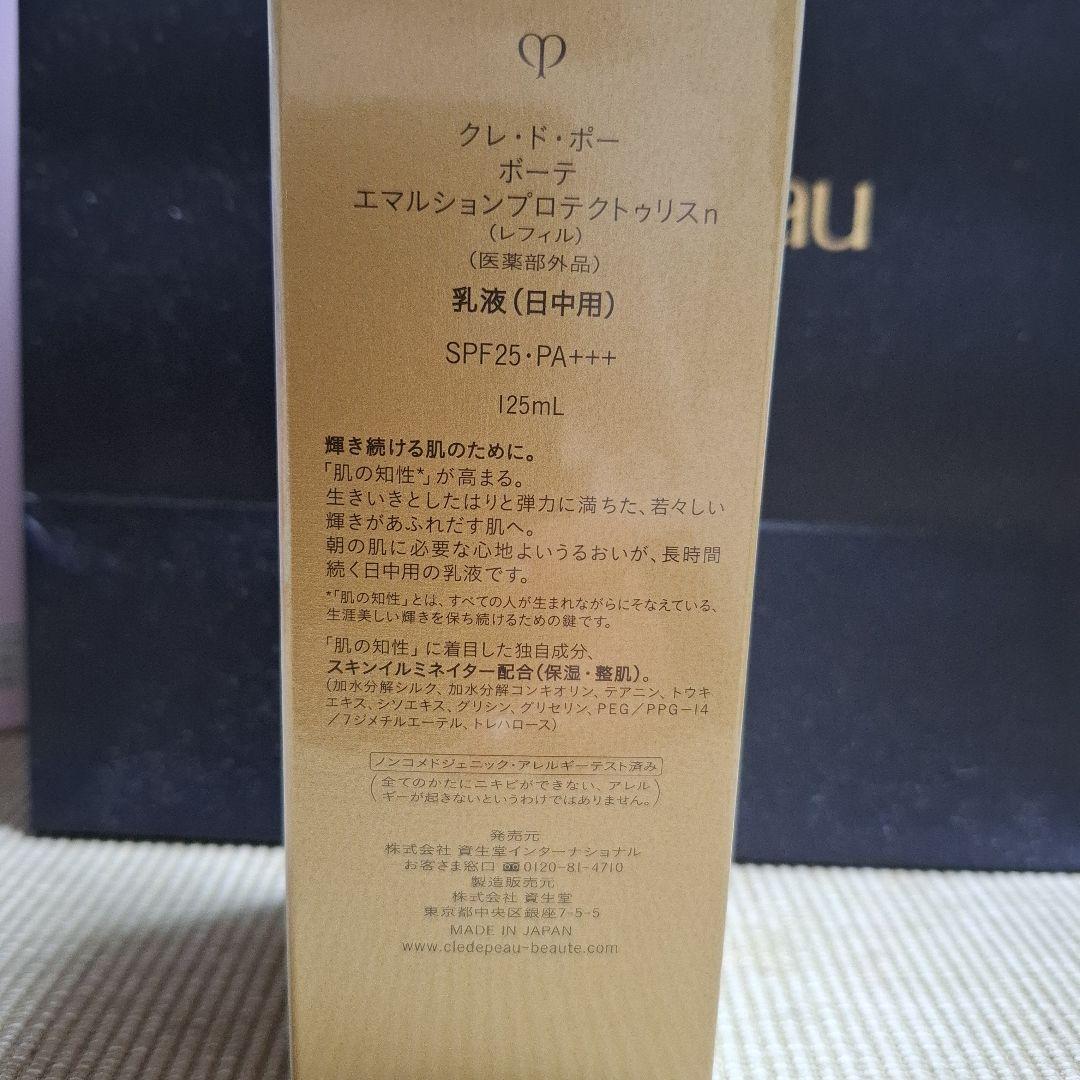 クレ・ド・ポー
ボーテ
エマルションプロテクトゥリスn
(レフィル)
(医薬部外品)
乳液(日中用)
SPF25・PA+++
125mL
輝き続ける肌のために。
「肌の知性*」が高まる。
生きいきとしたはりと弾力に満ちた、若々しい
輝きがあふれだす肌へ。
朝の肌に必要な心地よいうるおいが、長時間
続く日中用の乳液です。
*「肌の知性」とは、すべての人が生まれながらにそなえている、
生涯美しい輝きを保ち続けるための鍵です。
「肌の知性」に着目した独自成分、
スキンイルミネイター配合(保湿・整肌)。
(加水分解シルク、加水分解コンキオリン、テアニン、トウキ
エキス、シソエキス、グリシン、グリセリン、PEG/PPG-14
/7ジメチルエーテル、トレハロース)
ノンコメドジェニック・アレルギーテスト済み
(全てのかたにニキビができない、アレル
ギーが起きないというわけではありません。)
発売元
株式会社 資生堂インターナショナル
お客さま窓口 0120-81-4710
製造販売元
株式会社 資生堂
東京都中央区銀座7-5-5
MADE IN JAPAN
www.cledepeau-beaute.com
au